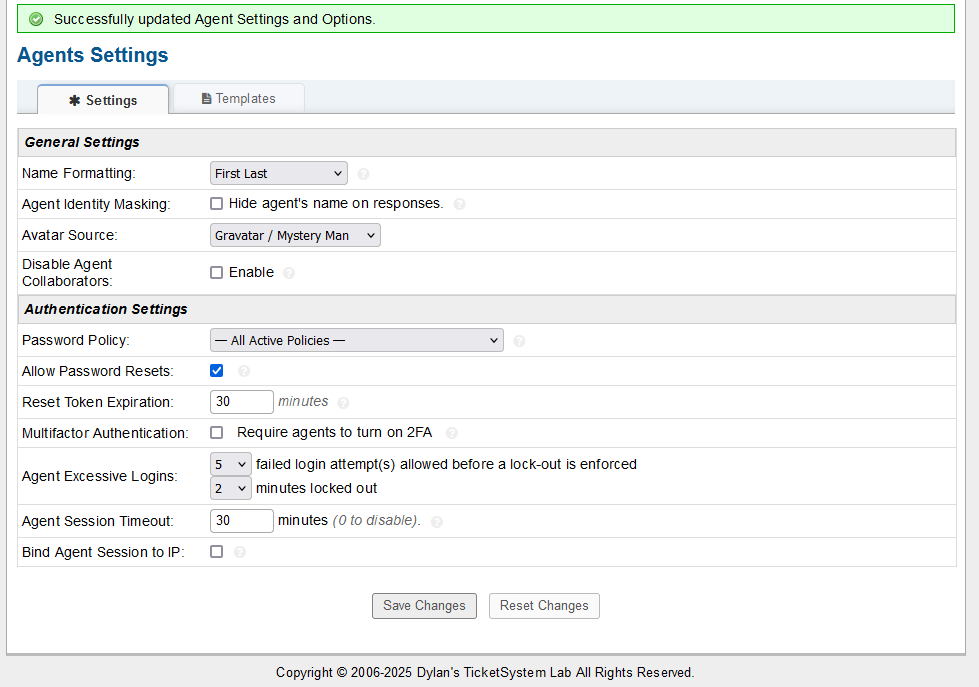 Successfully updated Agent Settings and Options.
Agents Settings
Settings
Templates
General Settings
Name Formatting: First Last
Agent Identity Masking: Hide agent's name on responses.
Avatar Source: Gravatar / Mystery Man
Disable Agent
Collaborators: Enable
Authentication Settings
Password Policy: — All Active Policies —
Allow Password Resets:
Reset Token Expiration: 30 minutes
Multifactor Authentication: Require agents to turn on 2FA
Agent Excessive Logins:
5 failed login attempt(s) allowed before a lock-out is enforced
2 minutes locked out
Agent Session Timeout: 30 minutes (0 to disable).
Bind Agent Session to IP:
Save Changes
Reset Changes
Copyright © 2006-2025 Dylan's TicketSystem Lab All Rights Reserved.